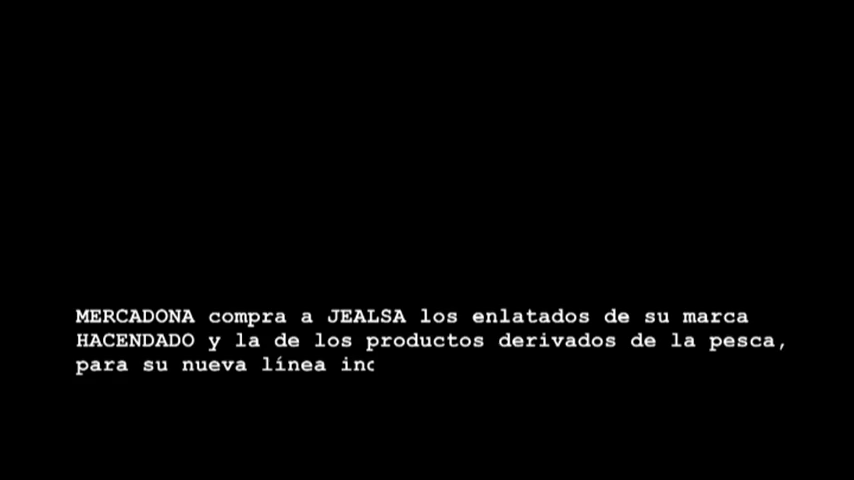 MERCADONA compra a JEALSA los enlatados de su marca
HACENDADO y la de los productos derivados de la pesca,
para su nueva línea inc